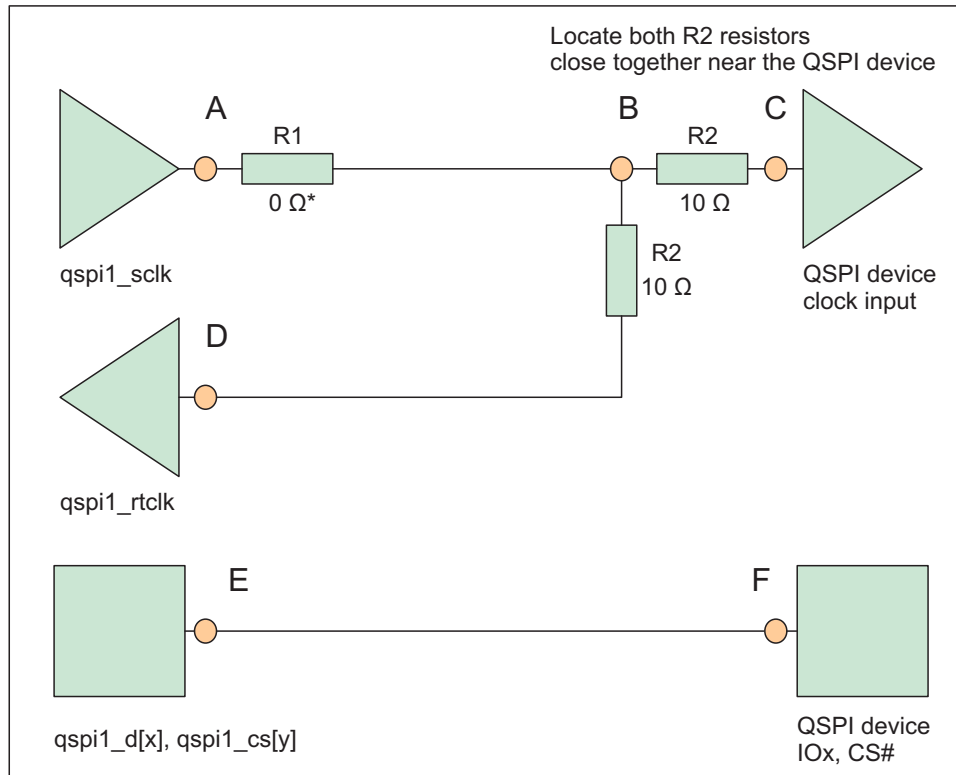 Locate both R2 resistors
close together near the QSPI device
A
B
C
R1
R2
0 Ω*
10 Ω
R2
10 Ω
qspi1_sclk
QSPI device
clock input
D
qspi1_rtclk
E
F
qspi1_d[x], qspi1_cs[y]
QSPI device
IOx, CS#